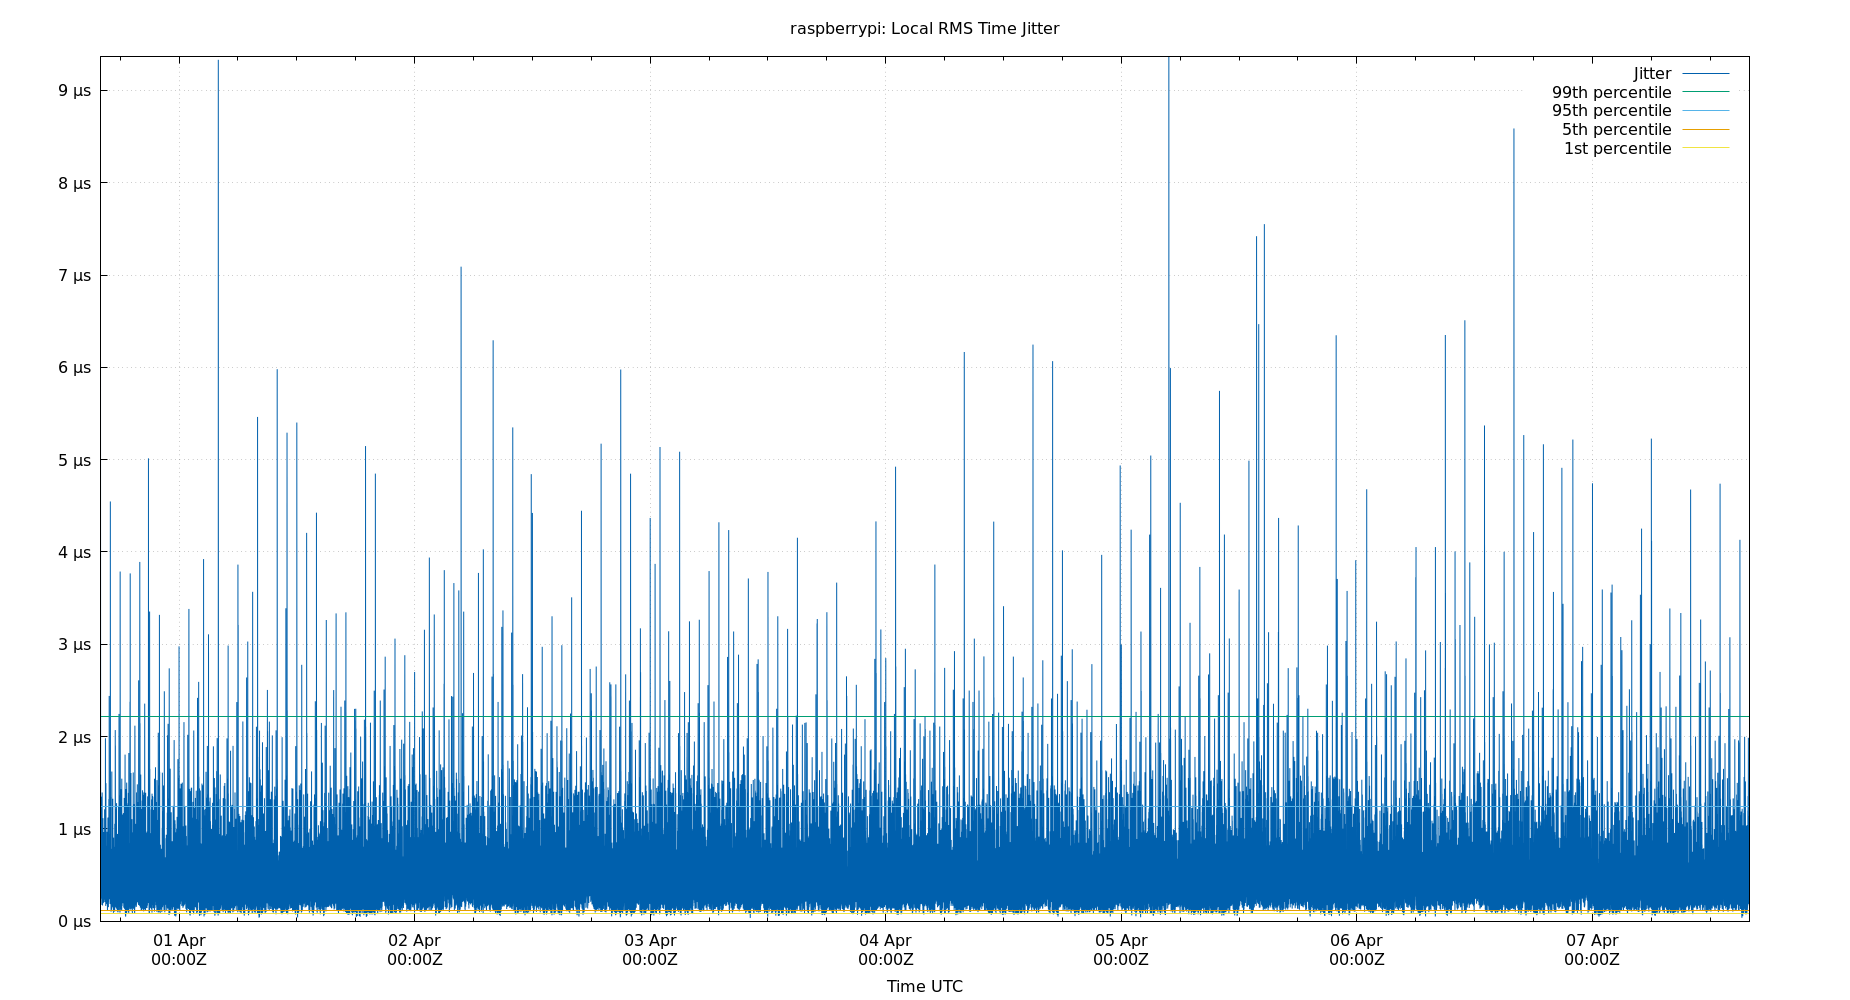 raspberrypi: Local RMS Time Jitter
Jitter
99th percentile
95th percentile
5th percentile
1st percentile
9 μs
8 μs
7 μs
6 μs
5 μs
4 μs
3 μs
2 μs
1 μs
0 μs
01 Apr 02 Apr 03 Apr 04 Apr 05 Apr 06 Apr 07 Apr
00:00Z 00:00Z 00:00Z 00:00Z 00:00Z 00:00Z 00:00Z
Time UTC